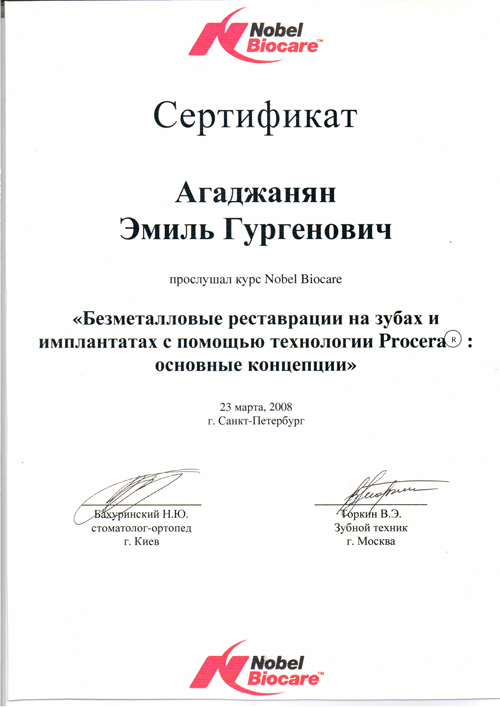 Nobel
Biocare™
Сертификат
Агаджанян
Эмиль Гургенович
прослушал курс Nobel Biocare
«Безметалловые реставрации на зубах и
имплантатах с помощью технологии Procera® :
основные концепции»
23 марта, 2008
г. Санкт-Петербург
Бахуринский Н.Ю.
стоматолог-ортопед
г. Киев
Торкин В.Э.
Зубной техник
г. Москва
Nobel
Biocare™